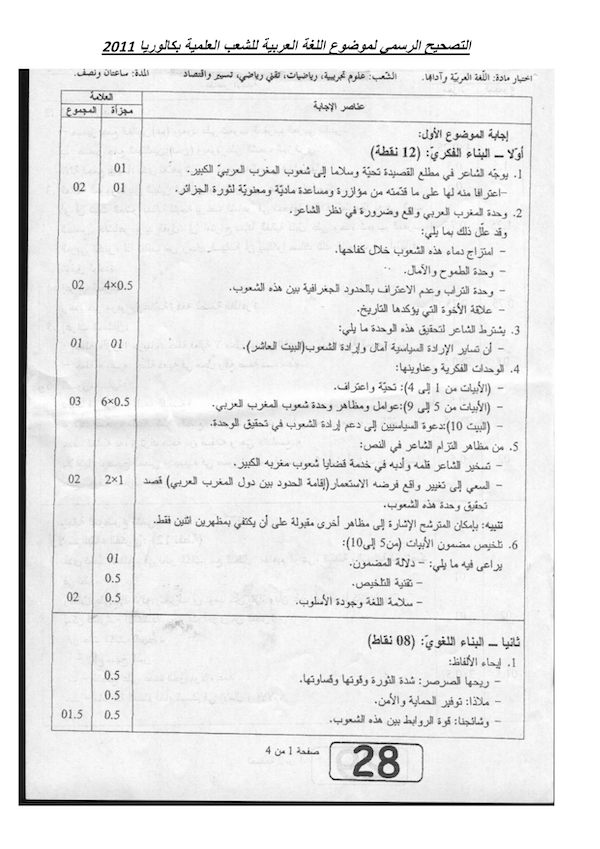 التصحيح الرسمي لموضوع اللغة العربية للشعب العلمية بكالوريا 2011
اختبار مادة: اللغة العربية وآدابها. الشعب: علوم تجريبية، رياضيات، تقني رياضي، تسيير واقتصاد المدة: ساعتان ونصف.
عناصر الإجابة العلامة
مجزأة المجموع
إجابة الموضوع الأول:
أولا ــ البناء الفكريّ: (12 نقطة)
1. يوجّه الشاعر في مطلع القصيدة تحيّة وسلاما إلى شعوب المغرب العربيّ الكبير. 01
–اعترافا منه لها على ما قدّمته من مؤازرة ومساعدة ماديّة ومعنويّة لثورة الجزائر. 01 02
2. وحدة المغرب العربي واقع وضرورة في نظر الشاعر.
وقد علّل ذلك بما يلي:
– امتزاج دماء هذه الشعوب خلال كفاحها.
– وحدة الطموح والآمال.
– وحدة التراب وعدم الاعتراف بالحدود الجغرافية بين هذه الشعوب. 4×0.5 02
– علاقة الأخوة التي يؤكدها التاريخ.
3. يشترط الشاعر لتحقيق هذه الوحدة ما يلي:
– أن تساير الإرادة السياسية آمال وإرادة الشعوب(البيت العاشر). 01 01
4. الوحدات الفكرية وعناوينها:
– (الأبيات من 1 إلى 4): تحيّة واعتراف.
– (الأبيات من 5 إلى 9):عوامل ومظاهر وحدة شعوب المغرب العربي. 6×0.5 03
– (البيت 10):دعوة السياسيين إلى دعم إرادة الشعوب في تحقيق الوحدة.
5. من مظاهر التزام الشاعر في النص:
– تسخير الشاعر قلمه وأدبه في خدمة قضايا شعوب مغربه الكبير.
– السعي إلى تغيير واقع فرضه الاستعمار(إقامة الحدود بين دول المغرب العربي) قصد 2×1 02
تحقيق وحدة هذه الشعوب.
تنبيه: بإمكان المترشح الإشارة إلى مظاهر أخرى مقبولة على أن يكتفي بمظهرين اثنين فقط.
6. تلخيص مضمون الأبيات (من5 إلى10):
يراعى فيه ما يلي: – دلالة المضمون. 01
– تقنية التلخيص. 0.5
– سلامة اللغة وجودة الأسلوب. 0.5 02
ثانيا ــ البناء اللغويّ: (08 نقاط)
1. إيحاء الألفاظ:
– ريحها الصرصر: شدة الثورة وقوتها وقساوتها. 0.5
– ملاذا: توفير الحماية والأمن. 0.5
– وشائجنا: قوة الروابط بين هذه الشعوب. 0.5 01.5
صفحة 1 من 4
28